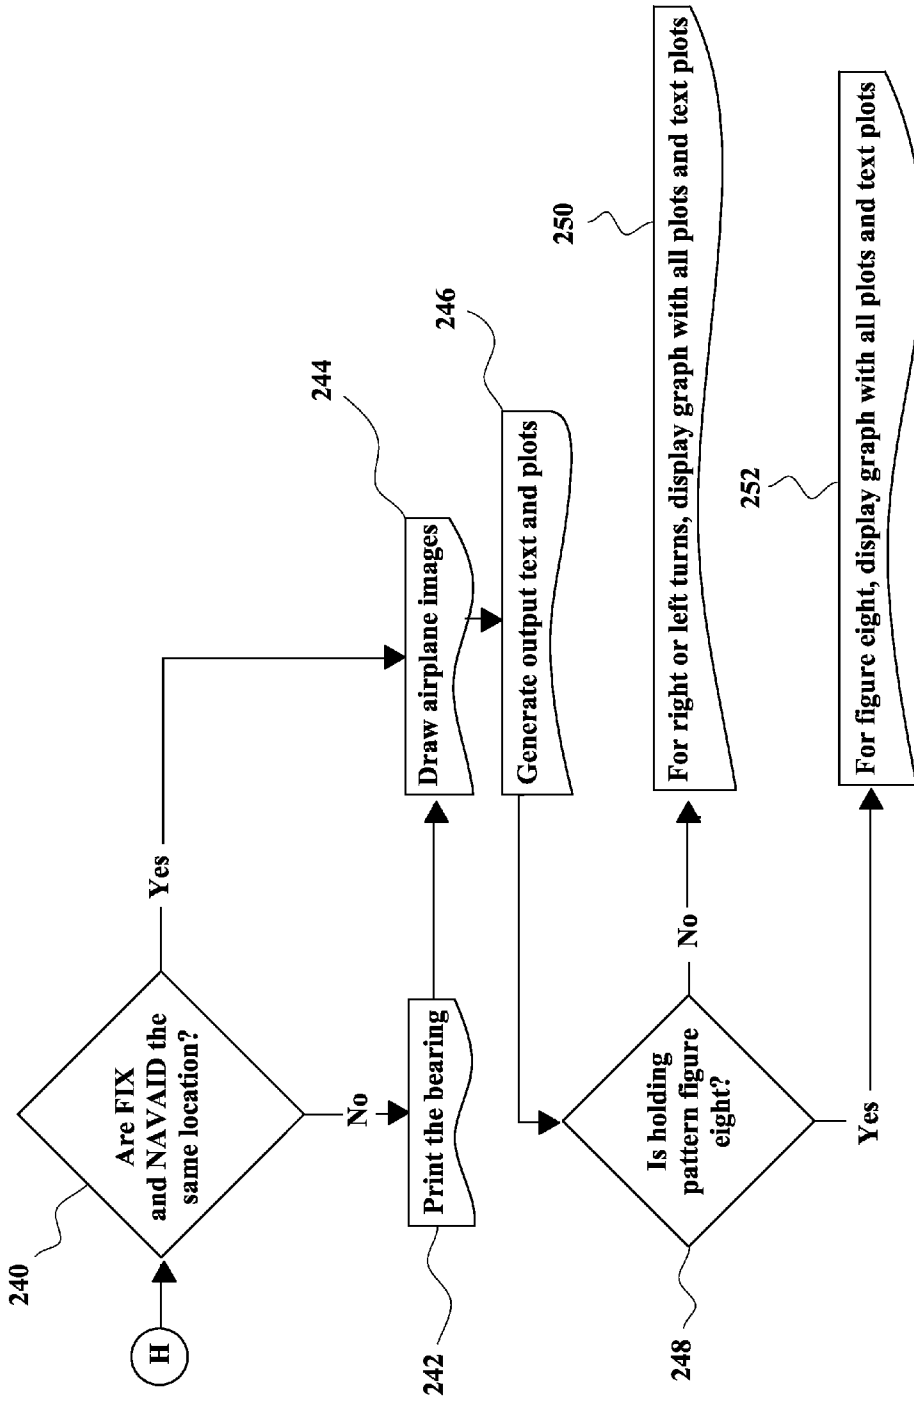 H
240
Are FIX
and NAVAID the
same location?
Yes
No
242
Print the bearing
244
Draw airplane images
246
Generate output text and plots
248
Is holding
pattern figure
eight?
No
250
For right or left turns, display graph with all plots and text plots
Yes
252
For figure eight, display graph with all plots and text plots